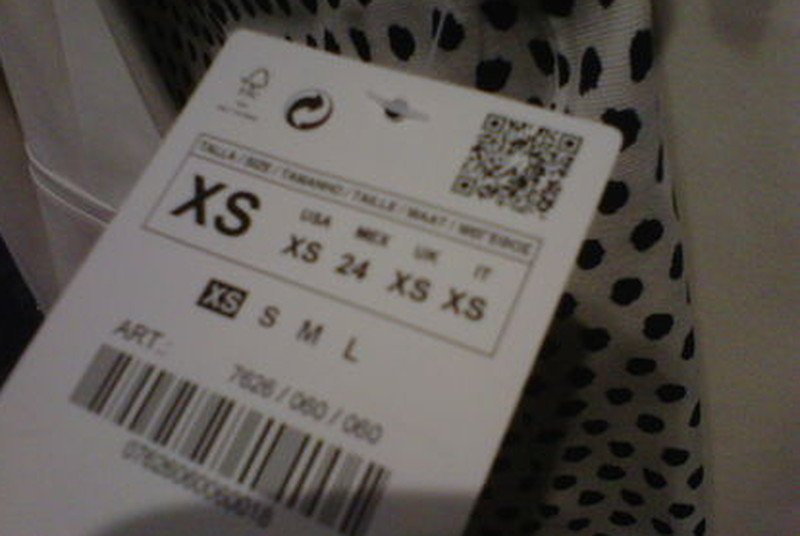 TALLA / SIZE / TAMANHO / TAILLE / MAAT /
XS
USA MEX UK IT
XS 24 XS XS
XS S M L
ART.: 7626 / 060 / 060